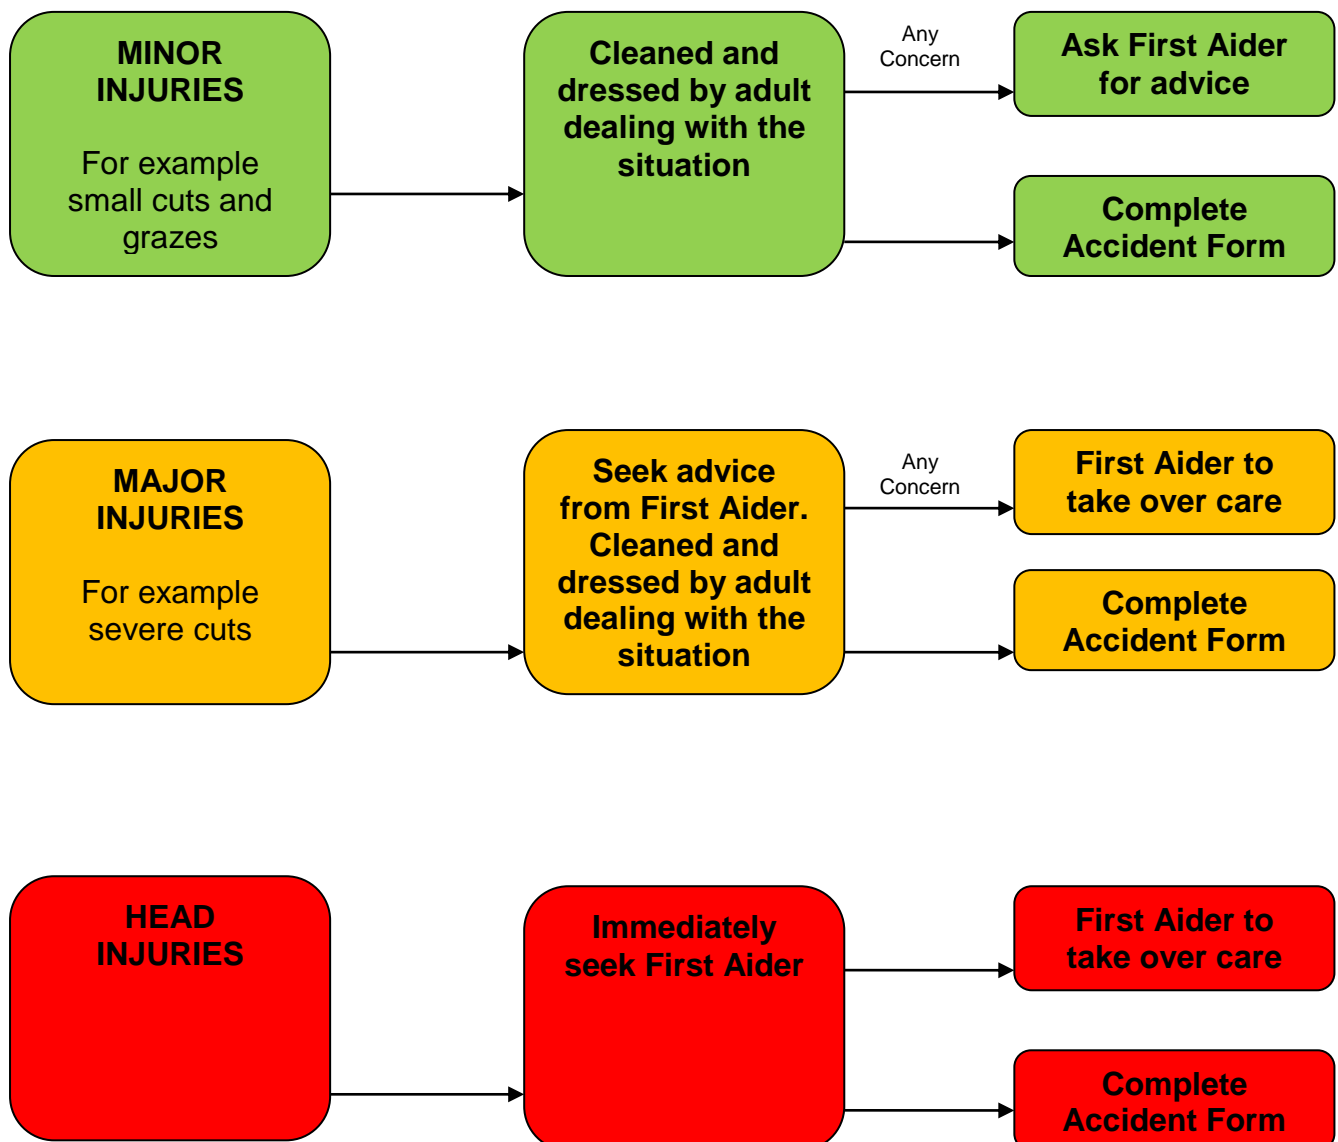 MINOR
INJURIES
For example
small cuts and
grazes
Cleaned and
dressed by adult
dealing with the
situation
Any
Concern
Ask First Aider
for advice
Complete
Accident Form
MAJOR
INJURIES
For example
severe cuts
Seek advice
from First Aider.
Cleaned and
dressed by adult
dealing with the
situation
Any
Concern
First Aider to
take over care
Complete
Accident Form
HEAD
INJURIES
Immediately
seek First Aider
First Aider to
take over care
Complete
Accident Form